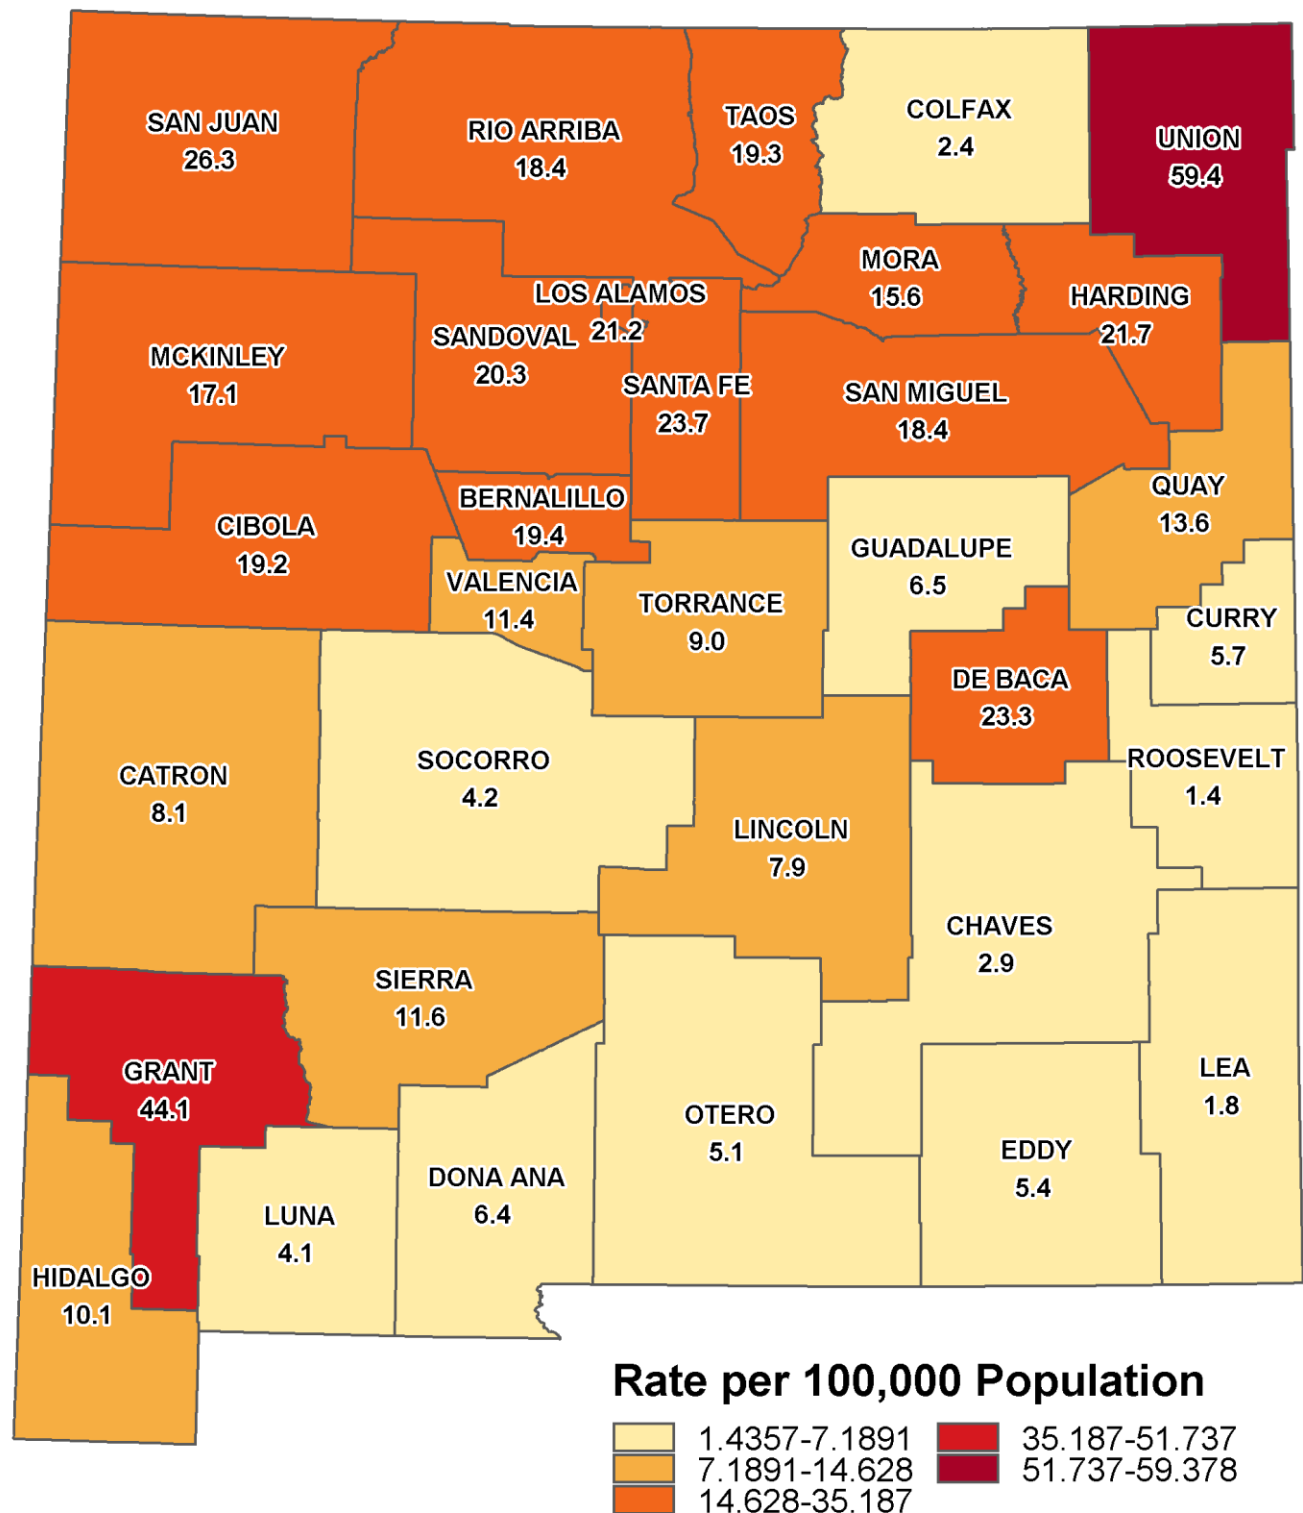 SAN JUAN
26.3
RIO ARRIBA
18.4
TAOS
19.3
COLFAX
2.4
UNION
59.4
MORA
15.6
HARDING
21.7
LOS ALAMOS
21.2
SANDOVAL
20.3
MCKINLEY
17.1
SANTA FE
23.7
SAN MIGUEL
18.4
QUAY
13.6
BERNALILLO
19.4
CIBOLA
19.2
GUADALUPE
6.5
VALENCIA
11.4
TORRANCE
9.0
CURRY
5.7
DE BACA
23.3
CATRON
8.1
SOCORRO
4.2
ROOSEVELT
1.4
LINCOLN
7.9
CHAVES
2.9
SIERRA
11.6
GRANT
44.1
LEA
1.8
OTERO
5.1
EDDY
5.4
DONA ANA
6.4
LUNA
4.1
HIDALGO
10.1
Rate per 100,000 Population
1.4357-7.1891
7.1891-14.628
14.628-35.187
35.187-51.737
51.737-59.378